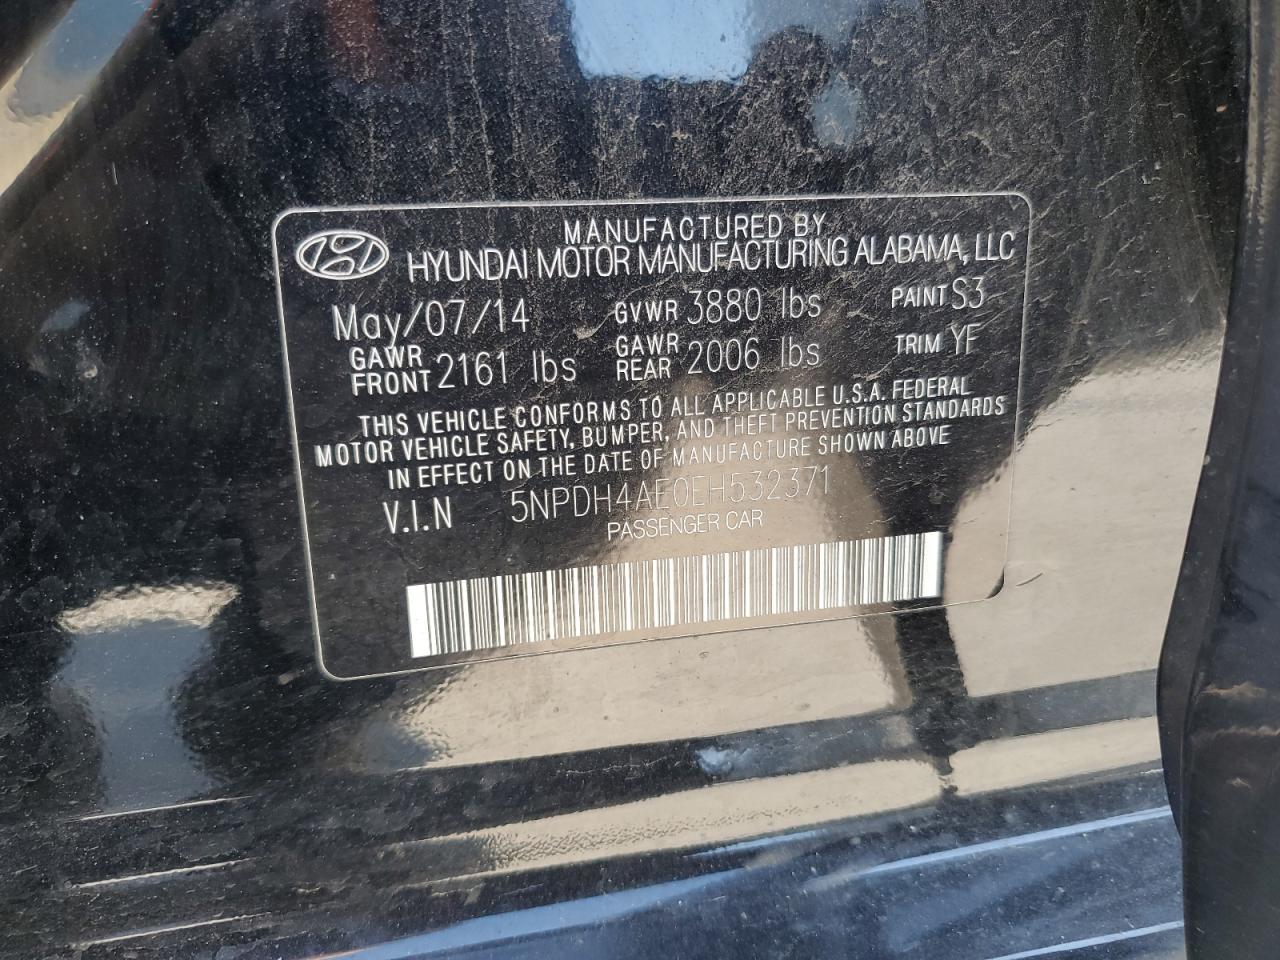 MANUFACTURED BY
HYUNDAI MOTOR MANUFACTURING ALABAMA, LLC
May/07/14 GVWR 3880 lbs PAINT S3
GAWR FRONT 2161 lbs GAWR REAR 2006 lbs TRIM YF
THIS VEHICLE CONFORMS TO ALL APPLICABLE U.S.A. FEDERAL
MOTOR VEHICLE SAFETY, BUMPER, AND THEFT PREVENTION STANDARDS
IN EFFECT ON THE DATE OF MANUFACTURE SHOWN ABOVE
V.I.N 5NPDH4AE0EH532371
PASSENGER CAR